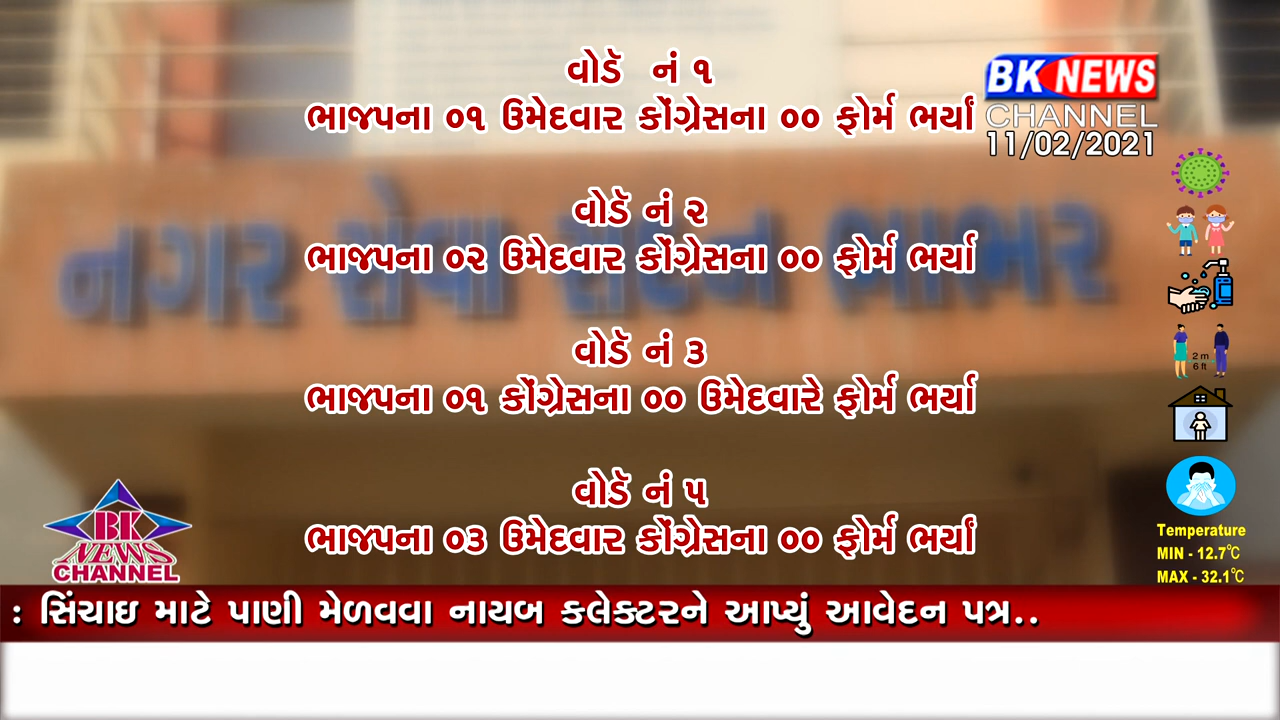 વોર્ડ નં ૧
ભાજપના ૦૧ ઉમેદવાર કોંગ્રેસના ૦૦ ફોર્મ ભર્યાં
BK NEWS
CHANNEL
11/02/2021
વોર્ડ નં ૨
ભાજપના ૦૨ ઉમેદવાર કોંગ્રેસના ૦૦ ફોર્મ ભર્યા
નગર સેવા સદન ભાભર
વોર્ડ નં ૩
ભાજપના ૦૧ કોંગ્રેસના ૦૦ ઉમેદવારે ફોર્મ ભર્યા
2 m
6 ft
વોર્ડ નં ૫
ભાજપના ૦૩ ઉમેદવાર કોંગ્રેસના ૦૦ ફોર્મ ભર્યાં
BK
NEWS
CHANNEL
Temperature
MIN - 12.7℃
MAX - 32.1℃
: સિંચાઇ માટે પાણી મેળવવા નાયબ કલેક્ટરને આપ્યું આવેદન પત્ર..